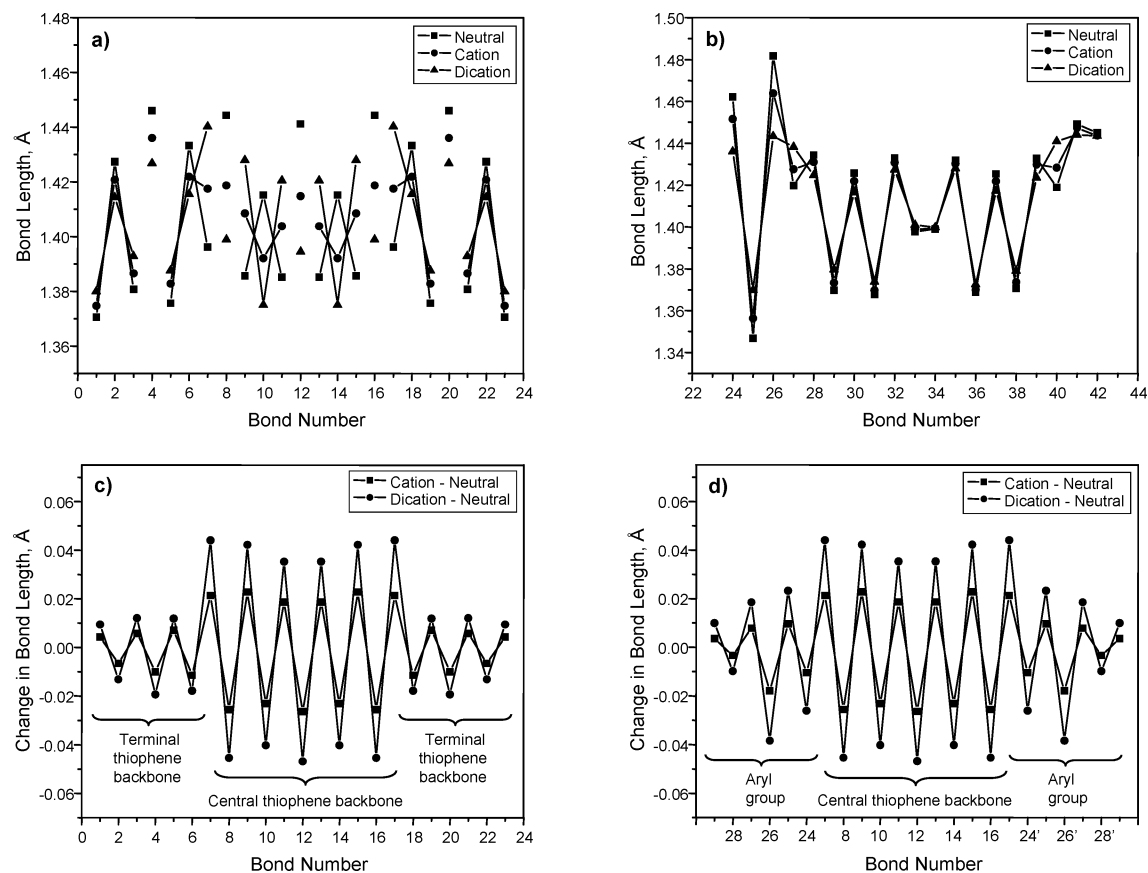 a)
Neutral
Cation
Dication
1.48
1.46
1.44
1.42
1.40
1.38
1.36
Bond Length, Å
0 2 4 6 8 10 12 14 16 18 20 22 24
Bond Number
b)
Neutral
Cation
Dication
1.50
1.48
1.46
1.44
1.42
1.40
1.38
1.36
1.34
Bond Length, Å
22 24 26 28 30 32 34 36 38 40 42 44
Bond Number
c)
Cation - Neutral
Dication - Neutral
0.06
0.04
0.02
0.00
-0.02
-0.04
-0.06
Change in Bond Length, Å
Terminal
thiophene
backbone
Terminal
thiophene
backbone
Central thiophene backbone
0 2 4 6 8 10 12 14 16 18 20 22 24
Bond Number
d)
Cation - Neutral
Dication - Neutral
0.06
0.04
0.02
0.00
-0.02
-0.04
-0.06
Change in Bond Length, Å
Aryl
group
Central thiophene backbone
Aryl
group
28 26 24 8 10 12 14 16 24' 26' 28'
Bond Number